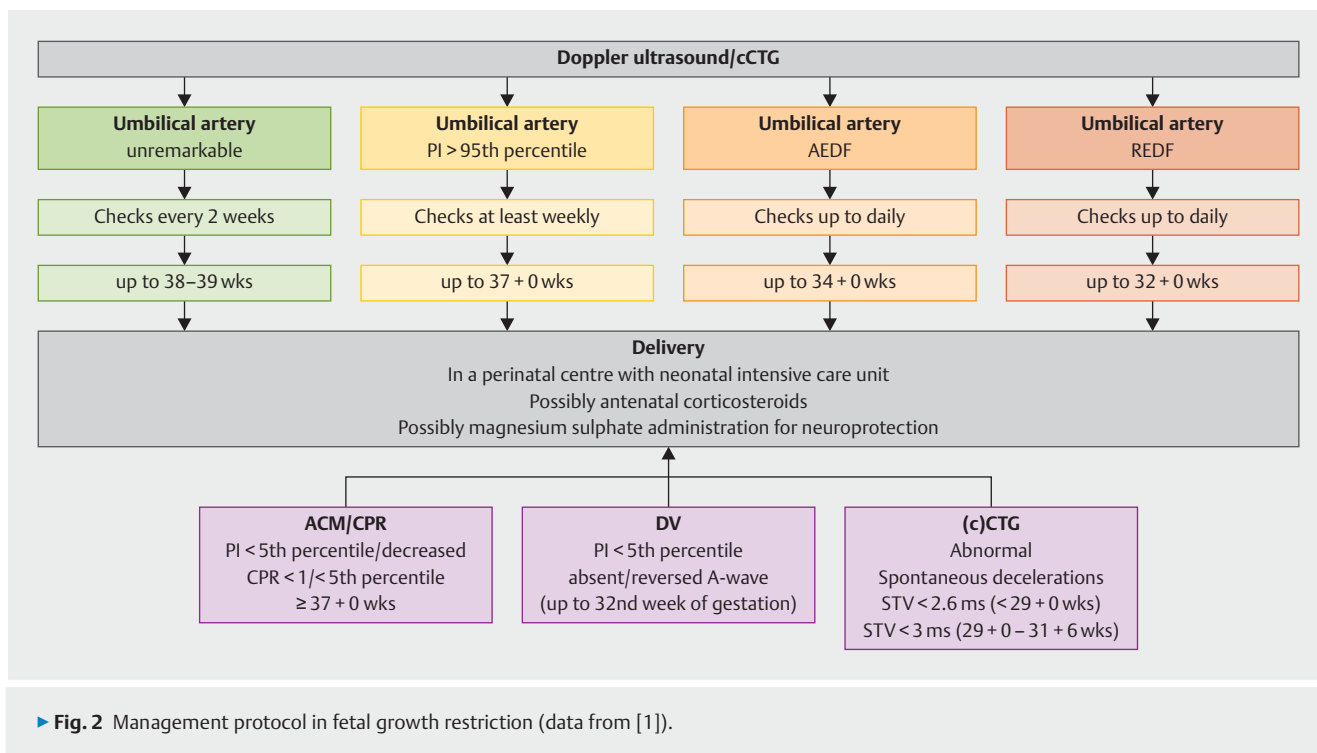 Doppler ultrasound/cCTG
Umbilical artery
unremarkable
Umbilical artery
PI > 95th percentile
Umbilical artery
AEDF
Umbilical artery
REDF
Checks every 2 weeks
Checks at least weekly
Checks up to daily
Checks up to daily
up to 38–39 wks
up to 37 + 0 wks
up to 34 + 0 wks
up to 32 + 0 wks
Delivery
In a perinatal centre with neonatal intensive care unit
Possibly antenatal corticosteroids
Possibly magnesium sulphate administration for neuroprotection
ACM/CPR
PI < 5th percentile/decreased
CPR < 1/< 5th percentile
≥ 37 + 0 wks
DV
PI < 5th percentile
absent/reversed A-wave
(up to 32nd week of gestation)
(c)CTG
Abnormal
Spontaneous decelerations
STV < 2.6 ms (< 29 + 0 wks)
STV < 3 ms (29 + 0 – 31 + 6 wks)
▶ Fig. 2 Management protocol in fetal growth restriction (data from [1]).